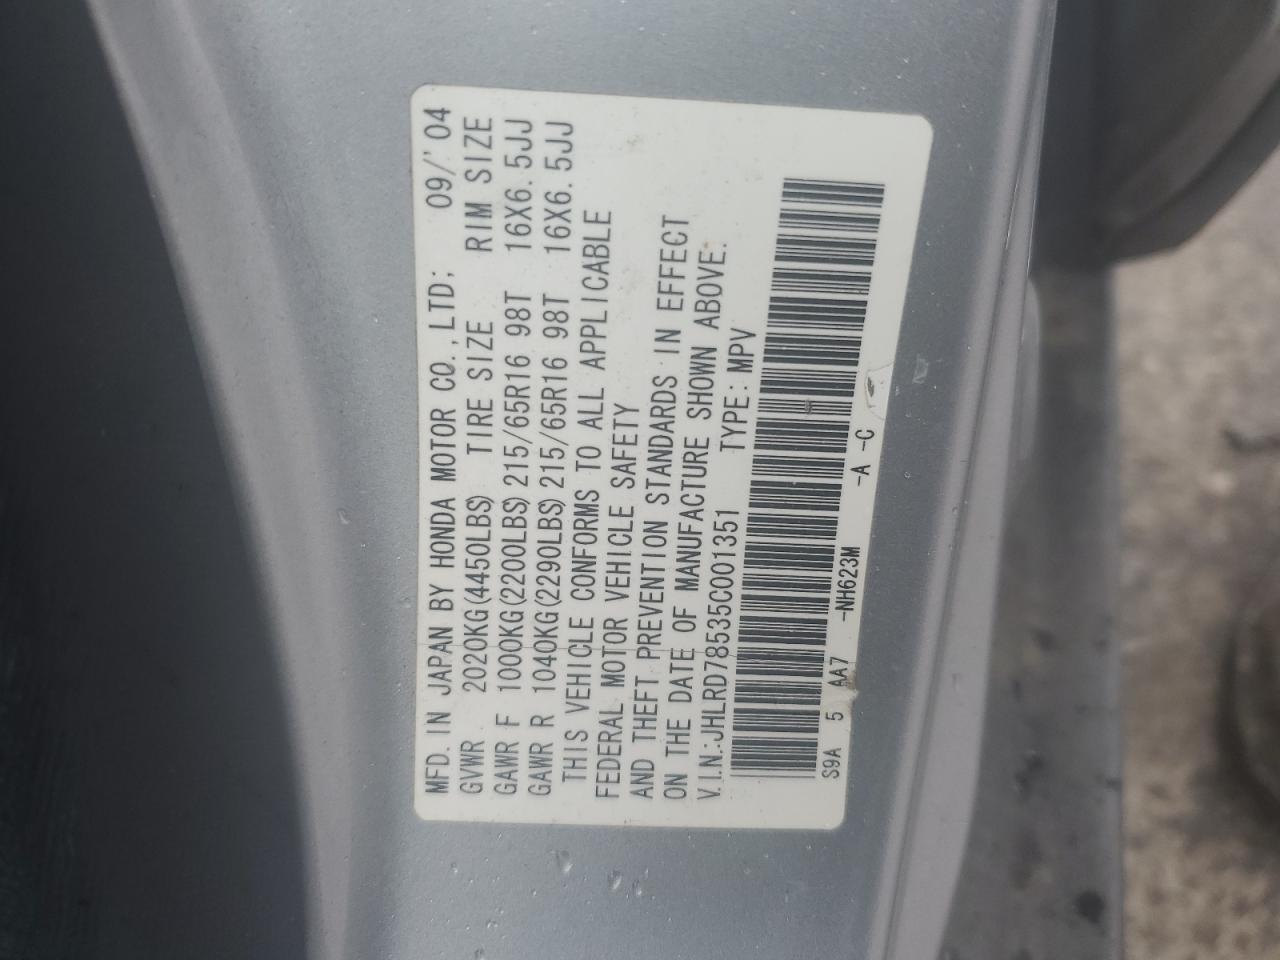 MFD. IN JAPAN BY HONDA MOTOR CO., LTD; 09/'04
GVWR 2020KG(4450LBS) TIRE SIZE RIM SIZE
GAWR F 1000KG(2200LBS) 215/65R16 98T 16X6.5JJ
GAWR R 1040KG(2290LBS) 215/65R16 98T 16X6.5JJ
THIS VEHICLE CONFORMS TO ALL APPLICABLE
FEDERAL MOTOR VEHICLE SAFETY
AND THEFT PREVENTION STANDARDS IN EFFECT
ON THE DATE OF MANUFACTURE SHOWN ABOVE.
V.I.N.:JHLRD78535C001351 TYPE: MPV
S9A 5 AA7 -NH623M -A -C